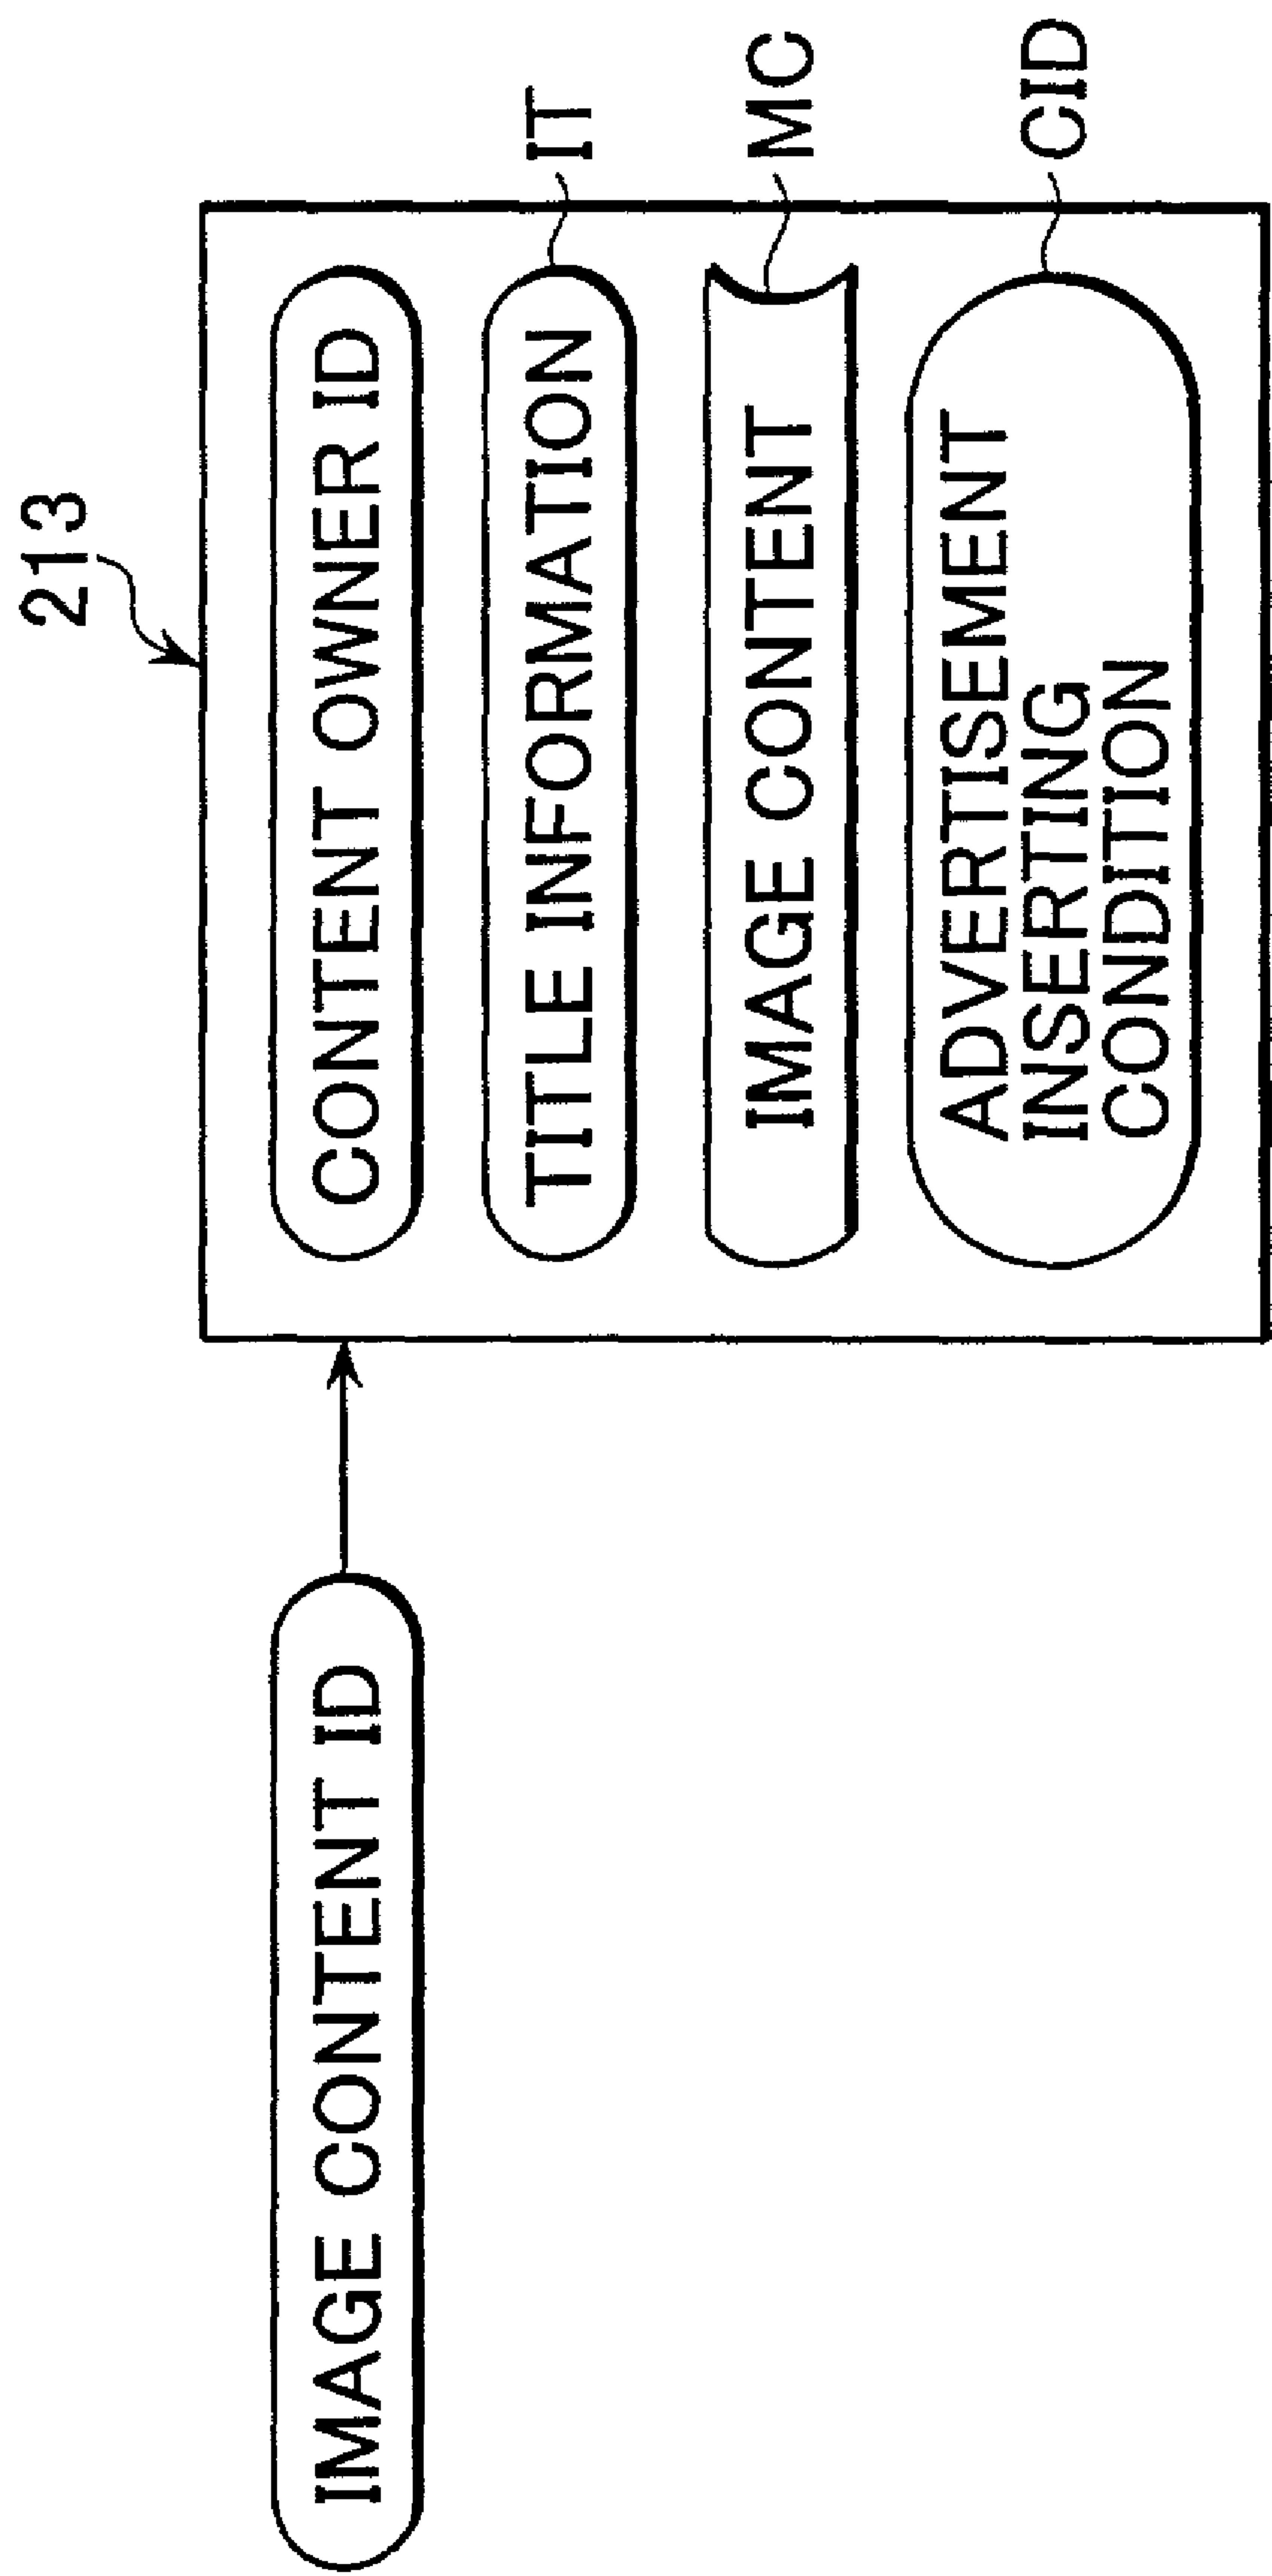 213
IMAGE CONTENT ID
CONTENT OWNER ID
TITLE INFORMATION
IT
IMAGE CONTENT
MC
ADVERTISEMENT
INSERTING
CONDITION
CID